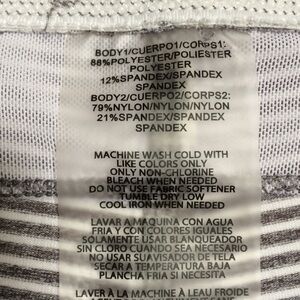 BODY1/CUERPO1/CORPS1:
88%POLYESTER/POLIESTER
POLYESTER
12%SPANDEX/SPANDEX
SPANDEX
BODY2/CUERPO2/CORPS2:
79%NYLON/NYLON/NYLON
21%SPANDEX/SPANDEX
SPANDEX
MACHINE WASH COLD WITH
LIKE COLORS ONLY
ONLY NON-CHLORINE
BLEACH WHEN NEEDED
DO NOT USE FABRIC SOFTENER
TUMBLE DRY LOW
COOL IRON WHEN NEEDED
LAVAR A MAQUINA CON AGUA
FRIA Y CON COLORES IGUALES
SOLAMENTE USAR BLANQUEADOR
SIN CLORO CUANDO SEA NECESARIO
NO USAR SUAVISADOR DE TELA
SECAR A TEMPERATURA BAJA
PLANCHA FRIA SI NECESITA
LAVER À LA MACHINE À L'EAU FROIDE